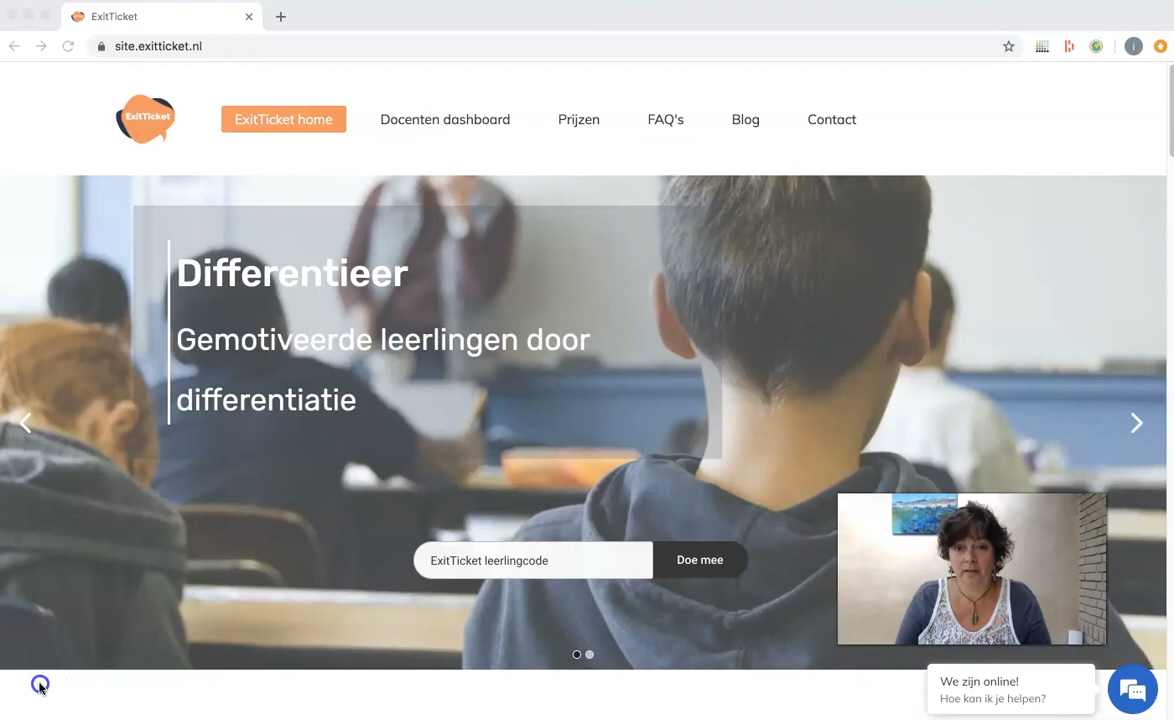 ExitTicket
site.exitticket.nl
i
ExitTicket
ExitTicket home
Docenten dashboard
Prijzen
FAQ's
Blog
Contact
Differentieer
Gemotiveerde leerlingen door
differentiatie
ExitTicket leerlingcode
Doe mee
We zijn online!
Hoe kan ik je helpen?